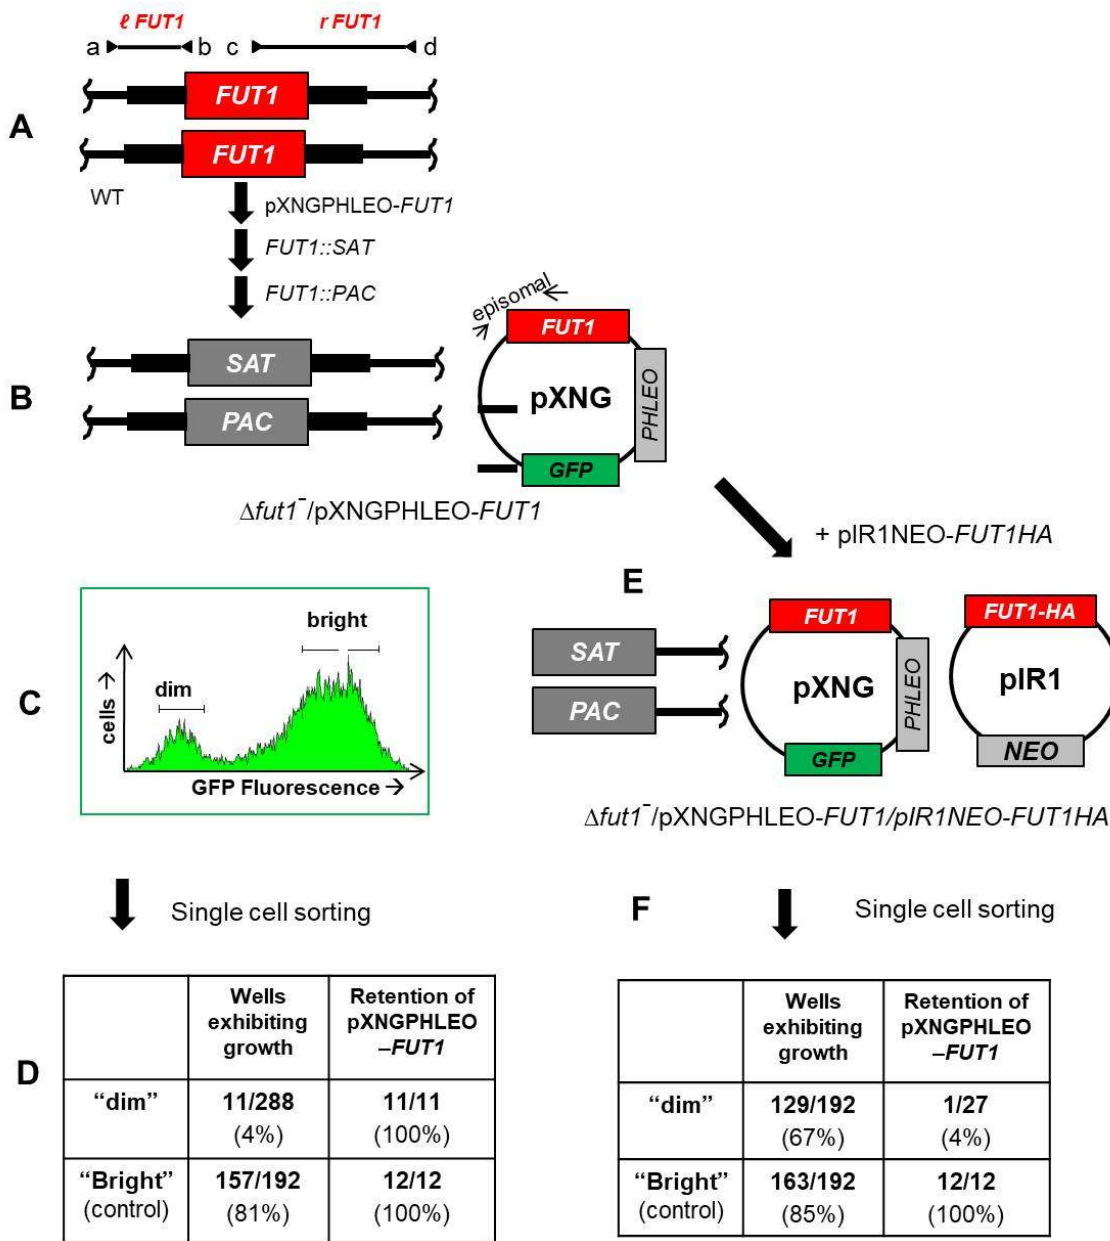 ℓ FUT1 r FUT1
a b c d
A
FUT1
FUT1
WT
pXNGPHLEO-FUT1
FUT1::SAT
FUT1::PAC
B
SAT
PAC
episomal
FUT1
pXNG
PHLEO
GFP
Δfut1⁻/pXNGPHLEO-FUT1
+ pIR1NEO-FUT1HA
C
cells →
dim
bright
GFP Fluorescence →
E
SAT
PAC
FUT1
pXNG
PHLEO
GFP
FUT1-HA
pIR1
NEO
Δfut1⁻/pXNGPHLEO-FUT1/pIR1NEO-FUT1HA
Single cell sorting
F
Single cell sorting
D
Wells exhibiting growth
Retention of pXNGPHLEO –FUT1
“dim”
11/288
(4%)
11/11
(100%)
“Bright”
(control)
157/192
(81%)
12/12
(100%)
Wells exhibiting growth
Retention of pXNGPHLEO –FUT1
“dim”
129/192
(67%)
1/27
(4%)
“Bright”
(control)
163/192
(85%)
12/12
(100%)